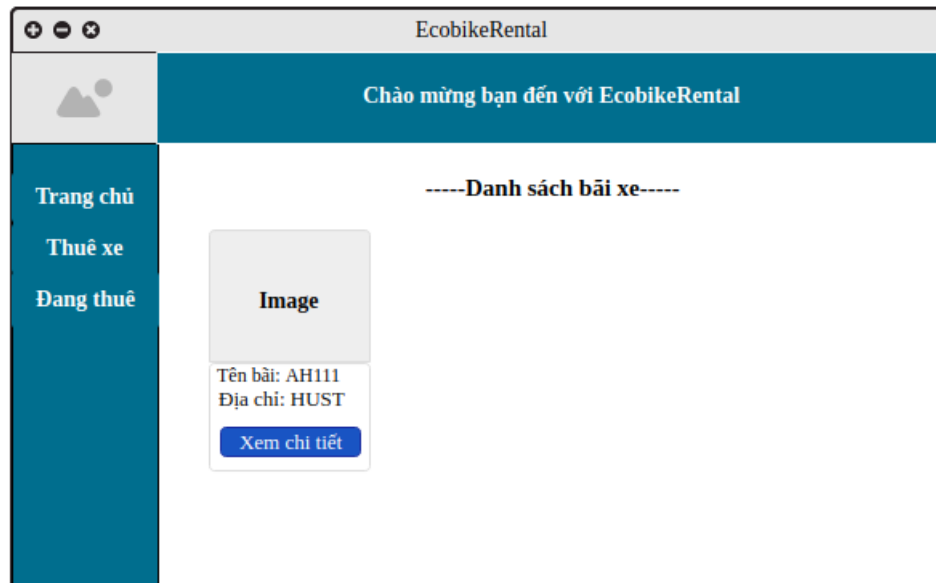 EcobikeRental
Chào mừng bạn đến với EcobikeRental
Trang chủ
Thuê xe
Đang thuê
-----Danh sách bãi xe-----
Image
Tên bãi: AH111
Địa chỉ: HUST
Xem chi tiết